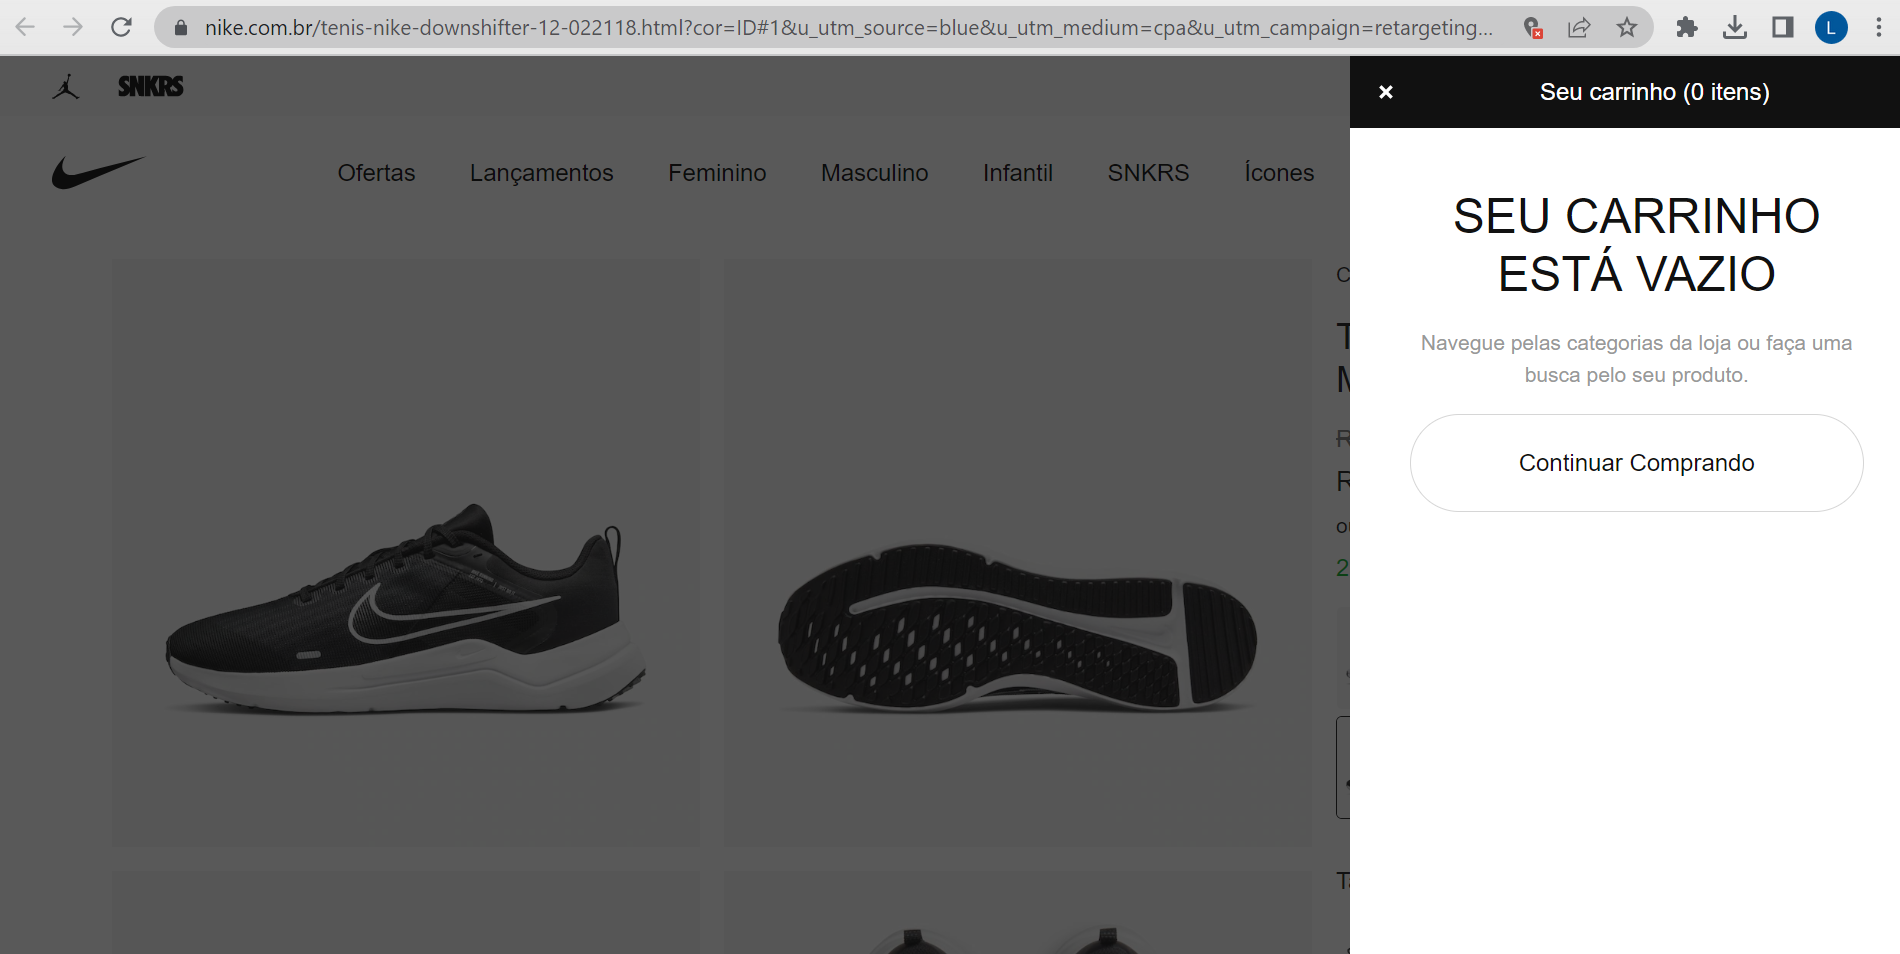 nike.com.br/tenis-nike-downshifter-12-022118.html?cor=ID#1&u_utm_source=blue&u_utm_medium=cpa&u_utm_campaign=retargeting...
L
SNKRS
Seu carrinho (0 itens)
Ofertas Lançamentos Feminino Masculino Infantil SNKRS Ícones
SEU CARRINHO
ESTÁ VAZIO
Navegue pelas categorias da loja ou faça uma
busca pelo seu produto.
Continuar Comprando